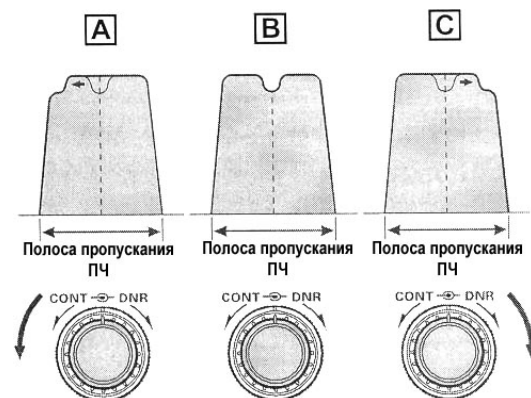 A B C
Полоса пропускания Полоса пропускания Полоса пропускания
ПЧ ПЧ ПЧ
CONT DNR CONT DNR CONT DNR